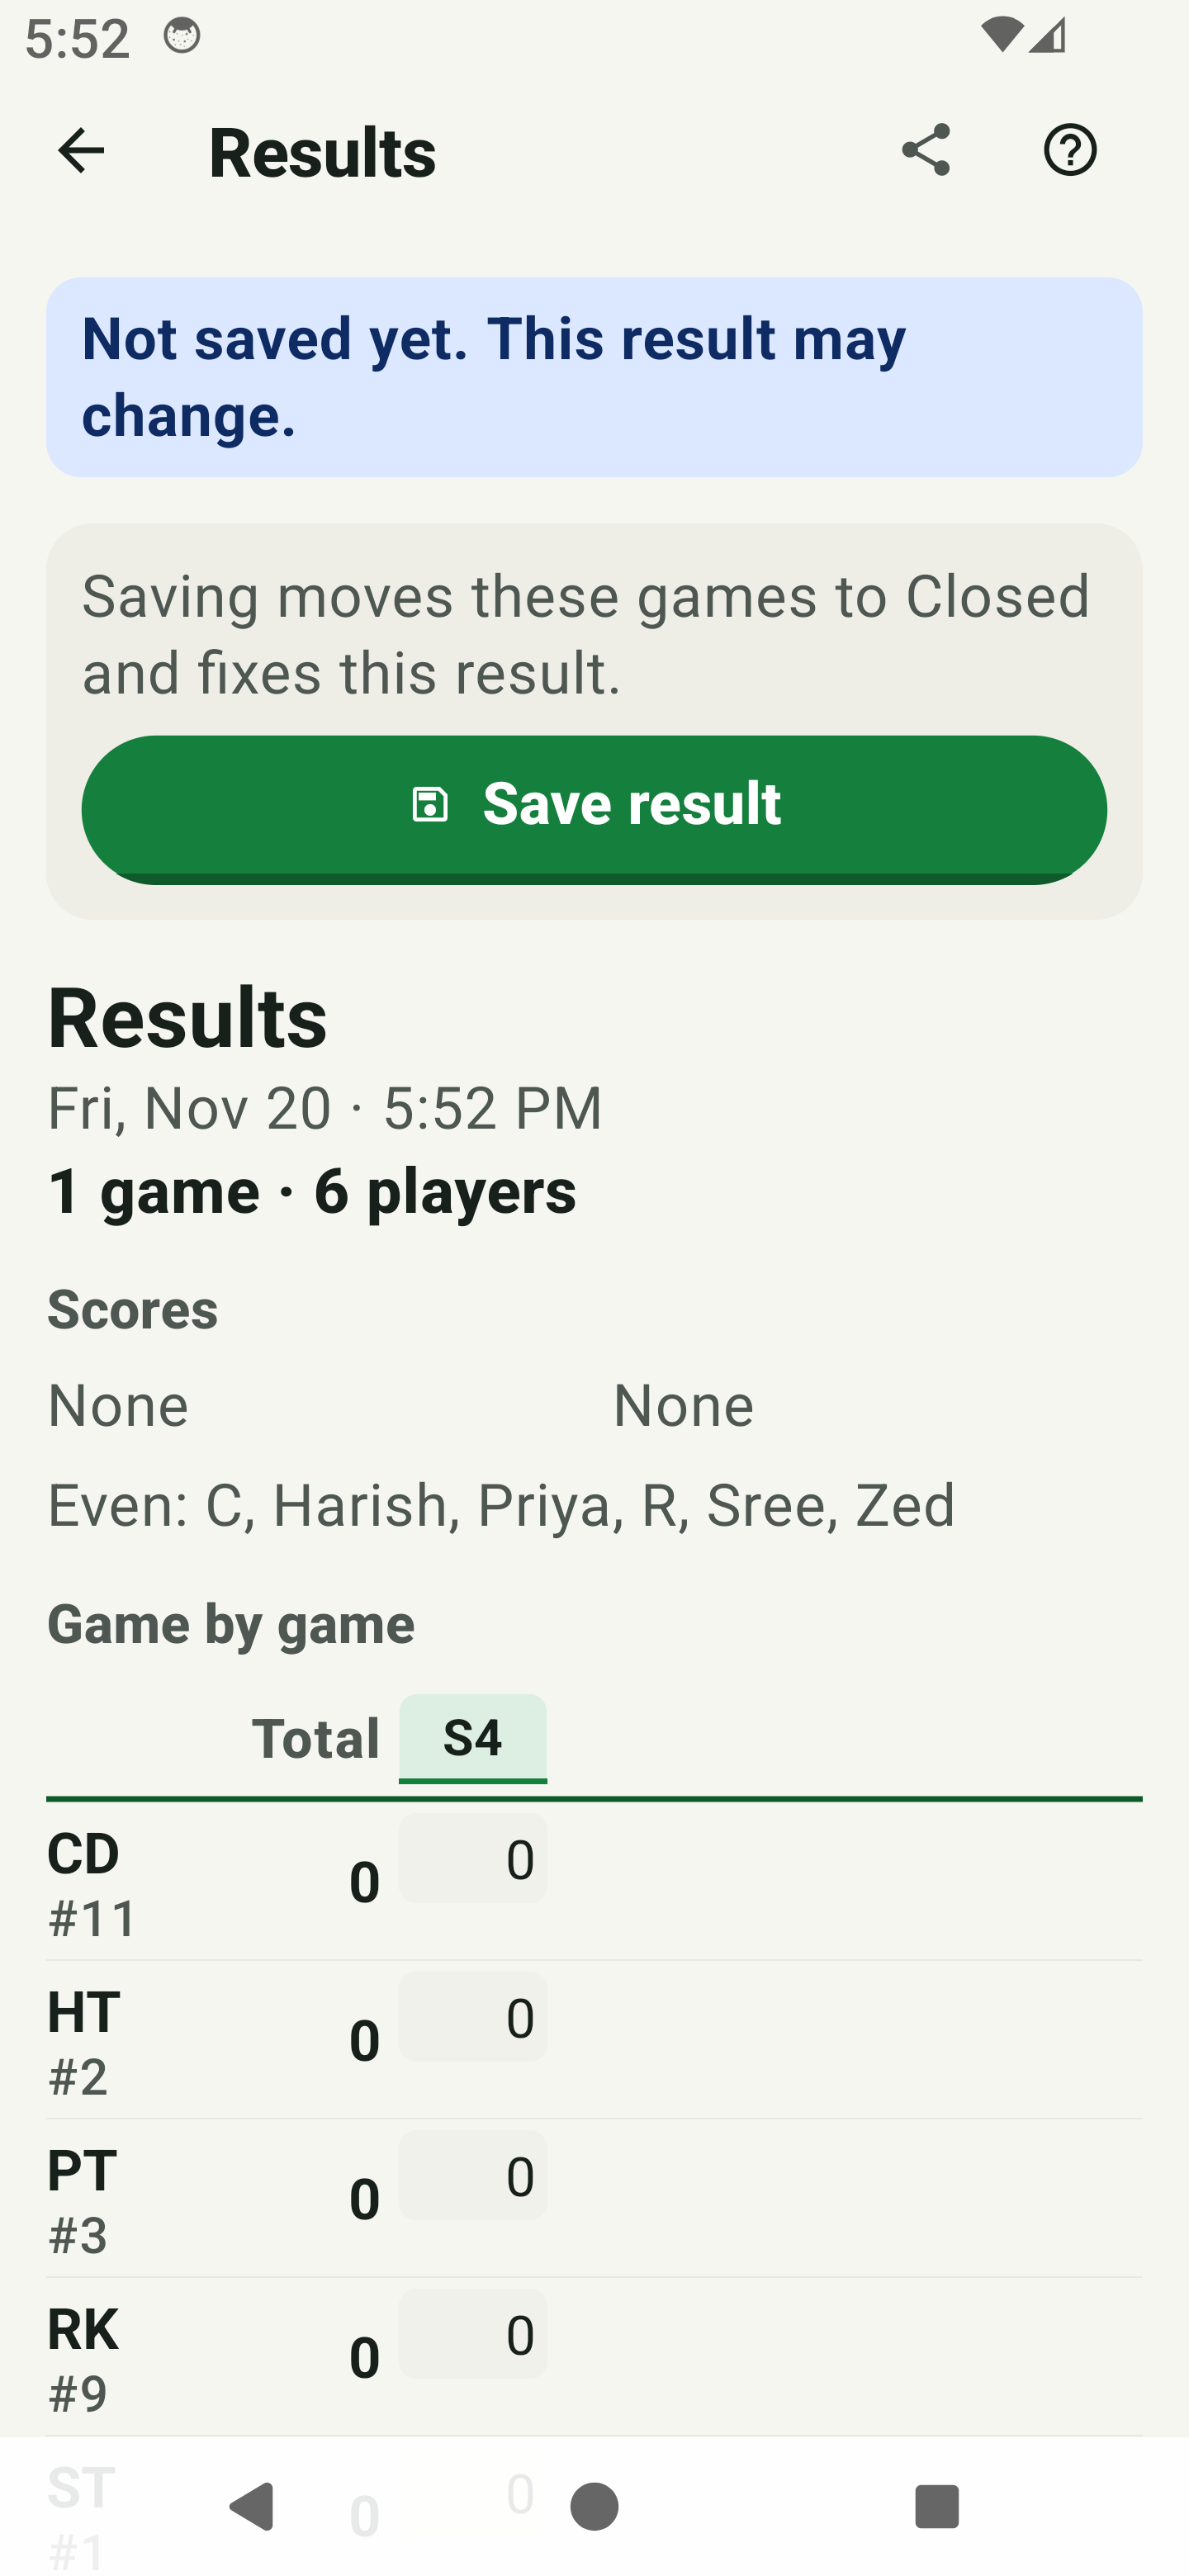 5:52
Results
Not saved yet. This result may
change.
Saving moves these games to Closed
and fixes this result.
Save result
Results
Fri, Nov 20 · 5:52 PM
1 game · 6 players
Scores
None None
Even: C, Harish, Priya, R, Sree, Zed
Game by game
Total S4
CD 0 0
#11
HT 0 0
#2
PT 0 0
#3
RK 0 0
#9
ST 0 0
#1